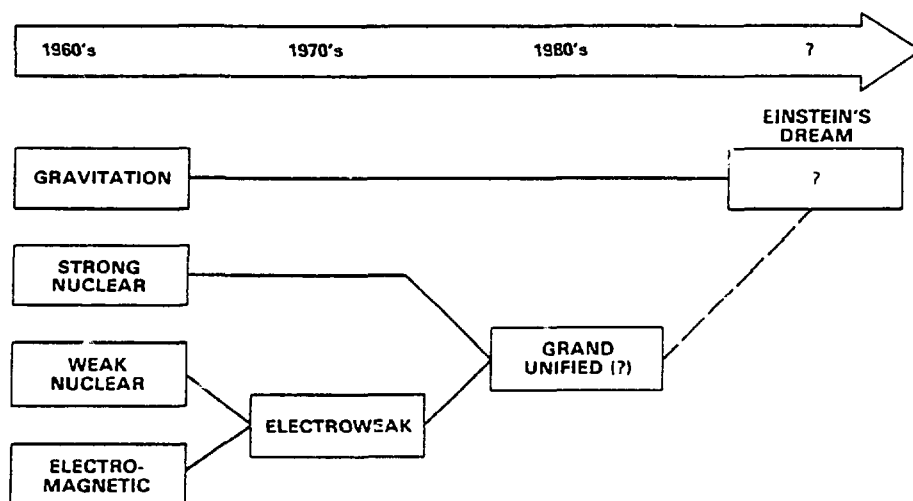 1960's 1970's 1980's ?
EINSTEIN'S
DREAM
GRAVITATION
?
STRONG
NUCLEAR
GRAND
UNIFIED (?)
WEAK
NUCLEAR
ELECTROWEAK
ELECTRO-
MAGNETIC